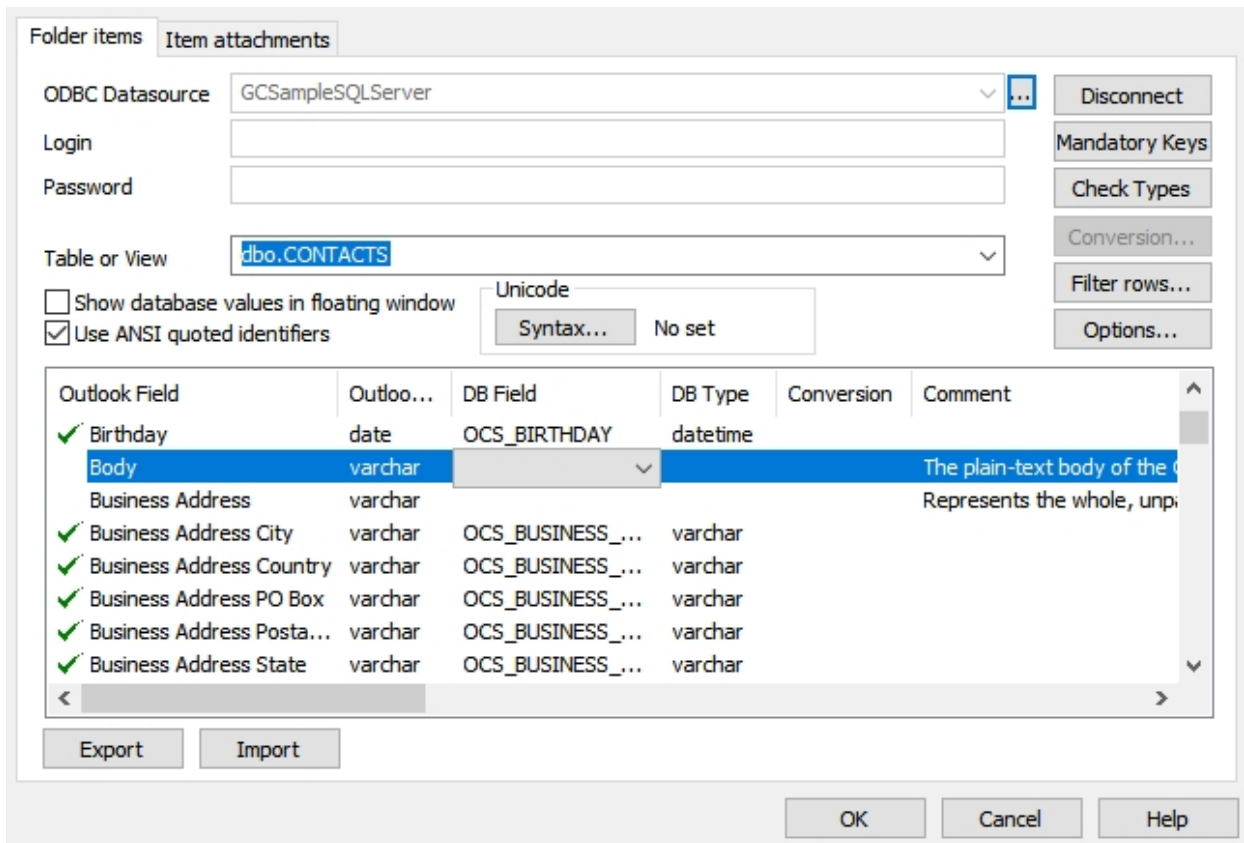 Folder items Item attachments
ODBC Datasource GCSampleSQLServer ... Disconnect
Login Mandatory Keys
Password Check Types
Conversion...
Table or View dbo.CONTACTS
Filter rows...
Show database values in floating window Unicode
Use ANSI quoted identifiers Syntax... No set Options...
Outlook Field Outloo... DB Field DB Type Conversion Comment
Birthday date OCS_BIRTHDAY datetime
Body varchar The plain-text body of the
Business Address varchar Represents the whole,
Business Address City varchar OCS_BUSINESS_... varchar
Business Address Country varchar OCS_BUSINESS_... varchar
Business Address PO Box varchar OCS_BUSINESS_... varchar
Business Address Posta... varchar OCS_BUSINESS_... varchar
Business Address State varchar OCS_BUSINESS_... varchar
Export Import
OK Cancel Help